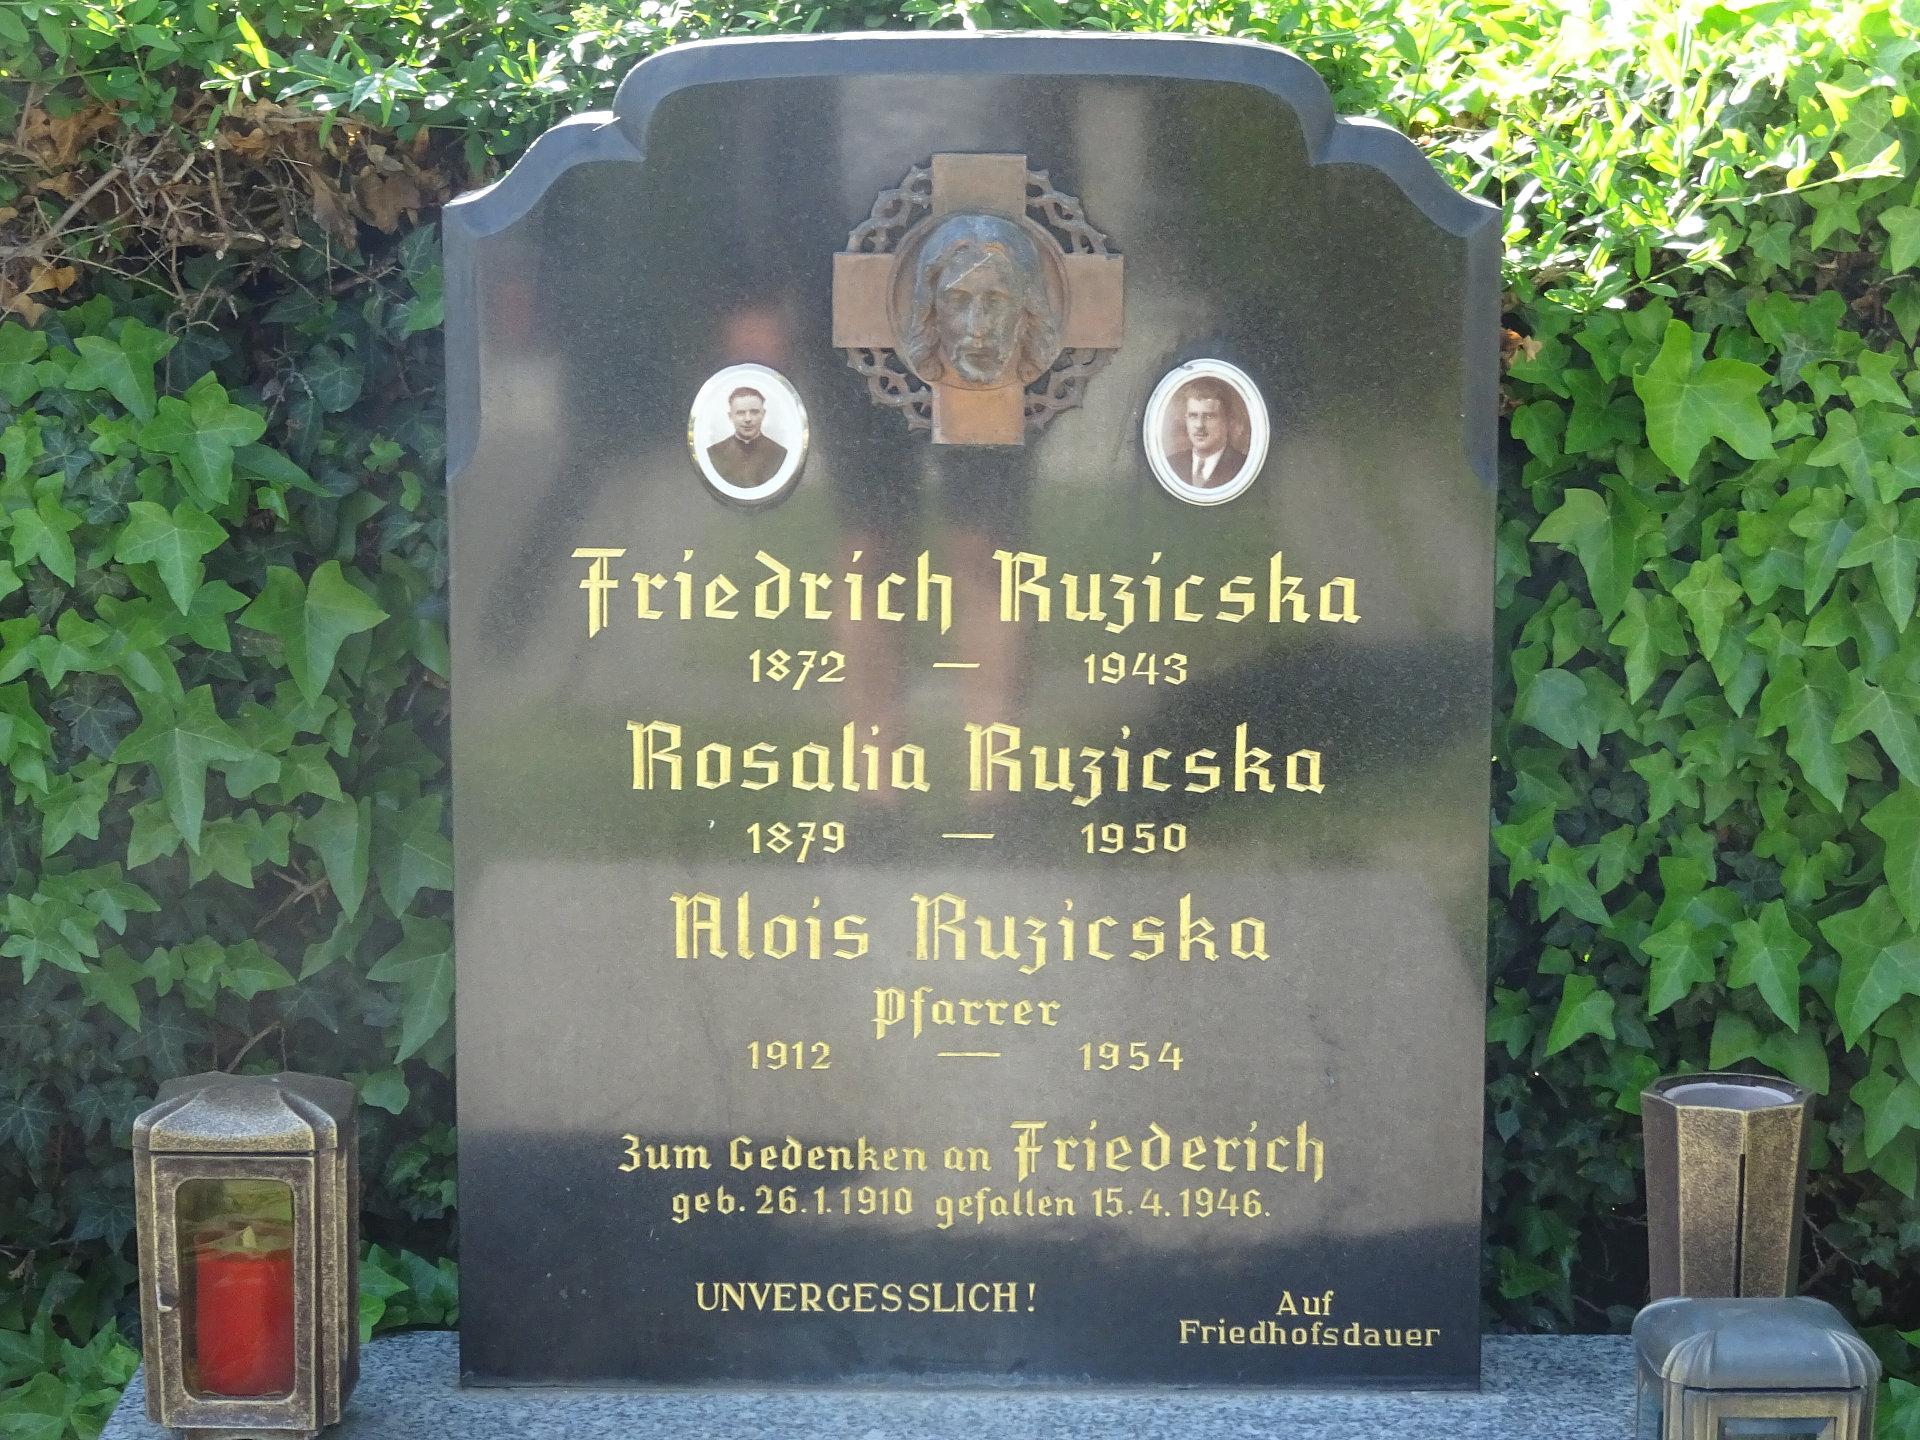 Friedrich Ruzicska
1872 — 1943
Rosalia Ruzicska
1879 — 1950
Alois Ruzicska
Pfarrer
1912 — 1954
Zum Gedenken an Friederich
geb. 26.1.1910 gefallen 15.4.1946.
UNVERGESSLICH!
Auf
Friedhofsdauer